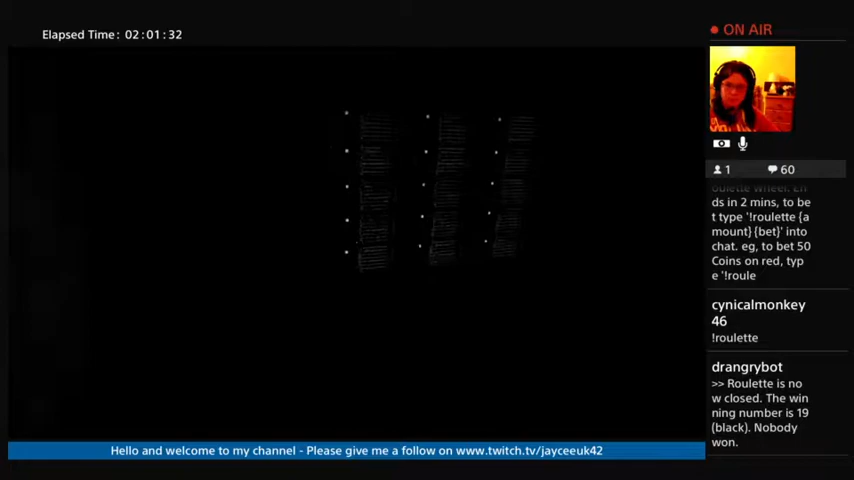 Elapsed Time: 02:01:32
ON AIR
1
60
roulette wheel. En
ds in 2 mins, to be
t type '!roulette {a
mount} {bet}' into
chat. eg, to bet 50
Coins on red, typ
e '!roule
cynicalmonkey
46
!roulette
drangrybot
>> Roulette is no
w closed. The win
ning number is 19
(black). Nobody
won.
Hello and welcome to my channel - Please give me a follow on www.twitch.tv/jayceeuk42